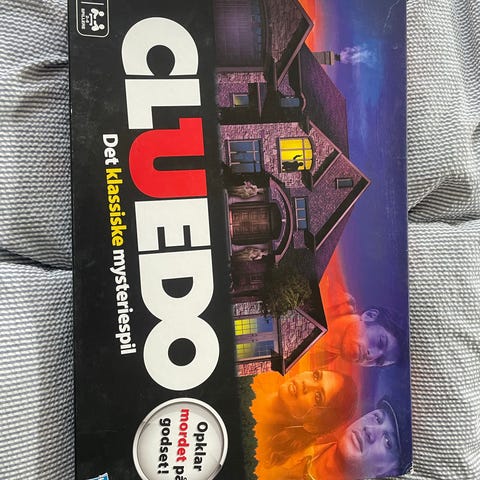 CLUEDO
Det klassiske mysteriespil
Opklar
mordet på
godset!